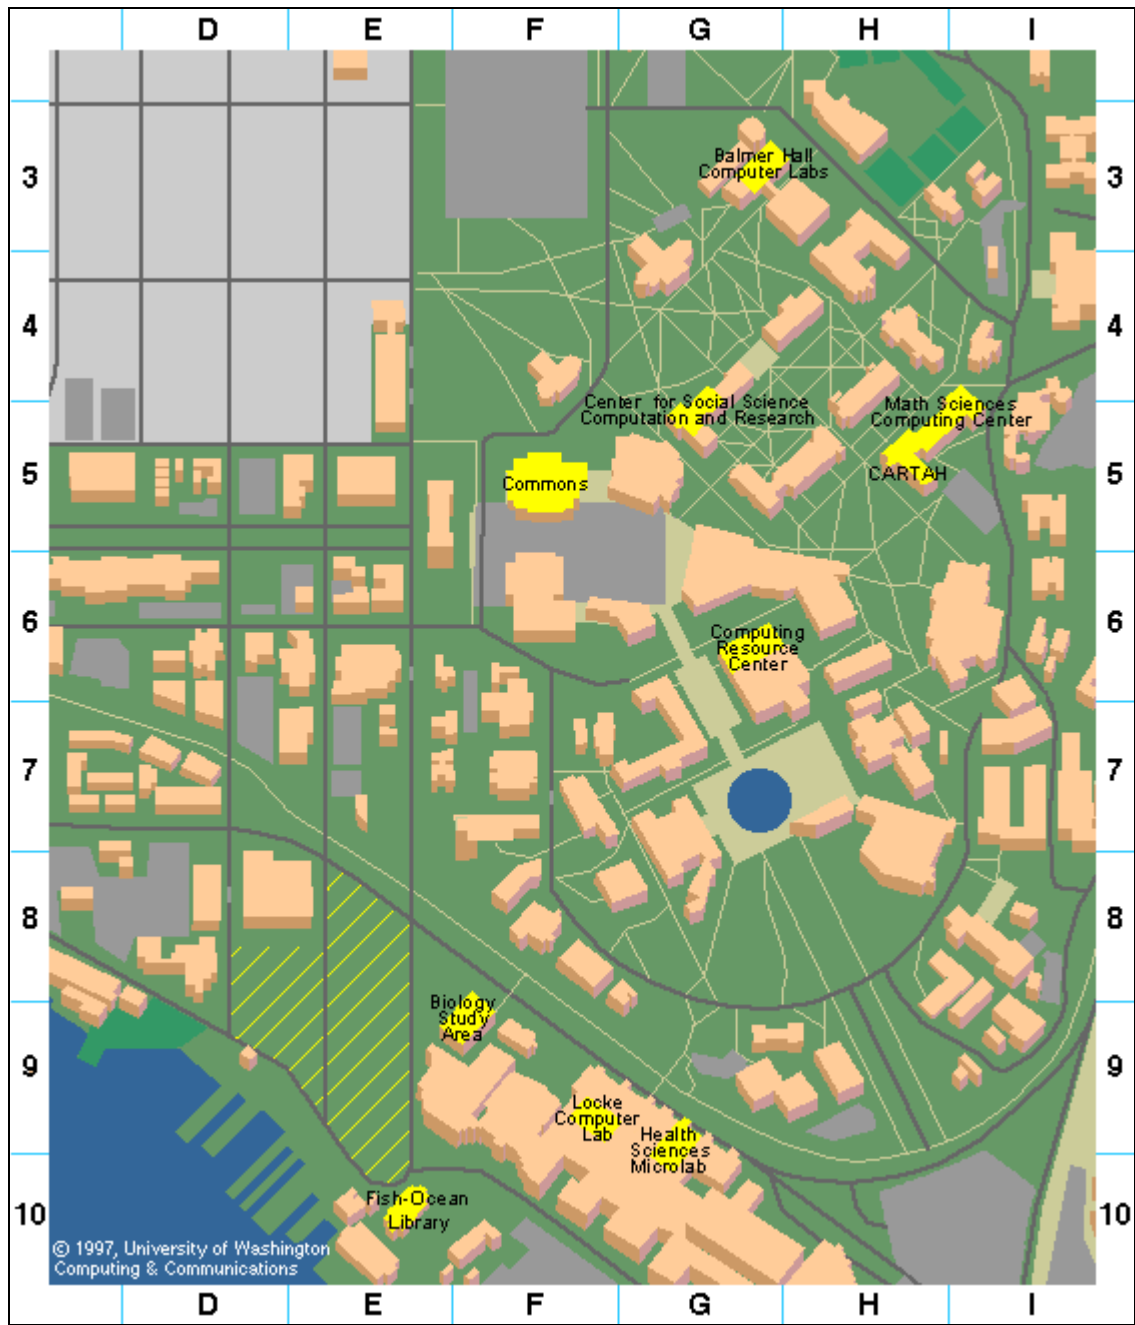 D E F G H I
3 3
Balmer Hall
Computer Labs
4 4
Center for Social Science
Computation and Research
Math Sciences
Computing Center
5 5
Commons
CARTAH
6 6
Computing
Resource
Center
7 7
8 8
Biology
Study
Area
9 9
Locke
Computer
Lab
Health
Sciences
Microlab
10 10
Fish-Ocean
Library
© 1997, University of Washington
Computing & Communications
D E F G H I